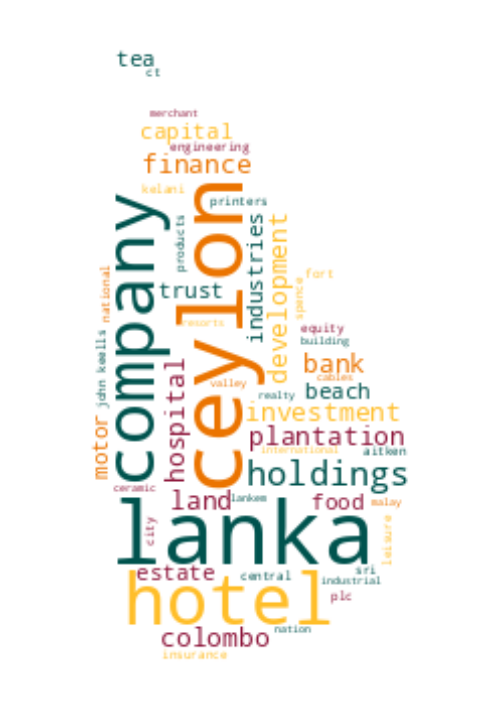 tea
ct
merchant
capital
engineering
finance
kelani
printers
company
ceylon
products
industries
development
national
trust
fort
spence
resorts
equity
building
john keells
hospital
bank
valley
cables
beach
realty
investment
motor
plantation
international
aitken
holdings
ceramic
land
lankem
food
malay
lanka
city
leisure
estate
central
sri
industrial
hotel
plc
colombo
nation
insurance